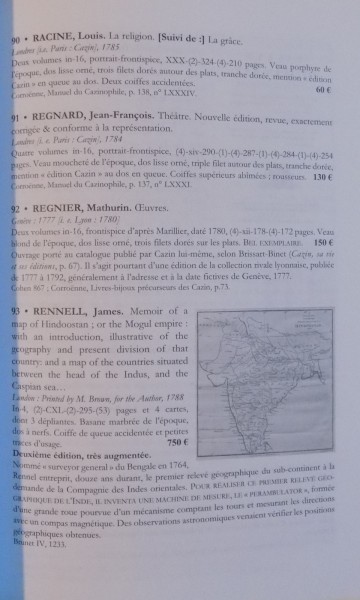 90 • RACINE, Louis. La religion. [Suivi de :] La grâce.
Londres [i.e. Paris : Cazin], 1785
Deux volumes in-16, portrait-frontispice, XXX-(2)-324-(4)-210 pages. Veau porphyre de
l'époque, dos lisse orné, trois filets dorés autour des plats, tranche dorée, mention « édition
Cazin » en queue au dos. Deux coiffes accidentées.
Corroënne, Manuel du Cazinophile, p. 138, n° LXXXIV. 60 €
91 • REGNARD, Jean-François. Théatre. Nouvelle édition, revue, exactement
corrigée & conforme à la représentation.
Londres [i. e. Paris : Cazin], 1784
Quatre volumes in-16, portrait-frontispice, (4)-xiv-290-(1)-(4)-287-(1)-(4)-284-(1)-(4)-254
pages. Veau moucheté de l'époque, dos lisse orné, triple filet autour des plats, tranche dorée,
mention « édition Cazin » au dos en queue. Coiffes supérieures abîmées ; rousseurs. 130 €
Corroënne, Manuel du Cazinophile, p. 137, n° LXXXI.
92 • REGNIER, Mathurin. Œuvres.
Genève : 1777 [i. e. Lyon : 1780]
Deux volumes in-16, frontispice d'après Marillier, daté 1780, (4)-xii-178-(4)-172 pages. Veau
blond de l'époque, dos lisse orné, trois filets dorés sur les plats. BEL EXEMPLAIRE. 150 €
Ouvrage porté au catalogue publié par Cazin lui-même, selon Brissart-Binet (Cazin, sa vie
et ses éditions, p. 67). Il s'agit pourtant d'une édition de la collection rivale lyonnaise, publiée
de 1777 à 1792, généralement à l'adresse et à la date fictives de Genève, 1777.
Cohen 867 ; Corroënne, Livres-bijoux précurseurs des Cazin, p.73.
93 • RENNELL, James. Memoir of a
map of Hindoostan ; or the Mogul empire :
with an introduction, illustrative of the
geography and present division of that
country: and a map of the countries situated
between the head of the Indus, and the
Caspian sea…
London : Printed by M. Brown, for the Author, 1788
In-4, (2)-CXL-(2)-295-(53) pages et 4 cartes,
dont 3 dépliantes. Basane marbrée de l'époque,
dos à nerfs. Coiffe de queue accidentée et petites
traces d'usage. 750 €
Deuxième édition, très augmentée.
Nommé « surveyor general » du Bengale en 1764,
Rennel entreprit, douze ans durant, le premier relevé géographique du sub-continent à la
demande de la Compagnie des Indes orientales. POUR RÉALISER CE PREMIER RELEVÉ GÉO-
GRAPHIQUE DE L'INDE, IL INVENTA UNE MACHINE DE MESURE, LE « PERAMBULATOR », formée
d'une grande roue pourvue d'un mécanisme comptant les tours et mesurant les directions
avec un compas magnétique. Des observations astronomiques venaient vérifier les positions
géographiques obtenues.
Brunet IV, 1233.